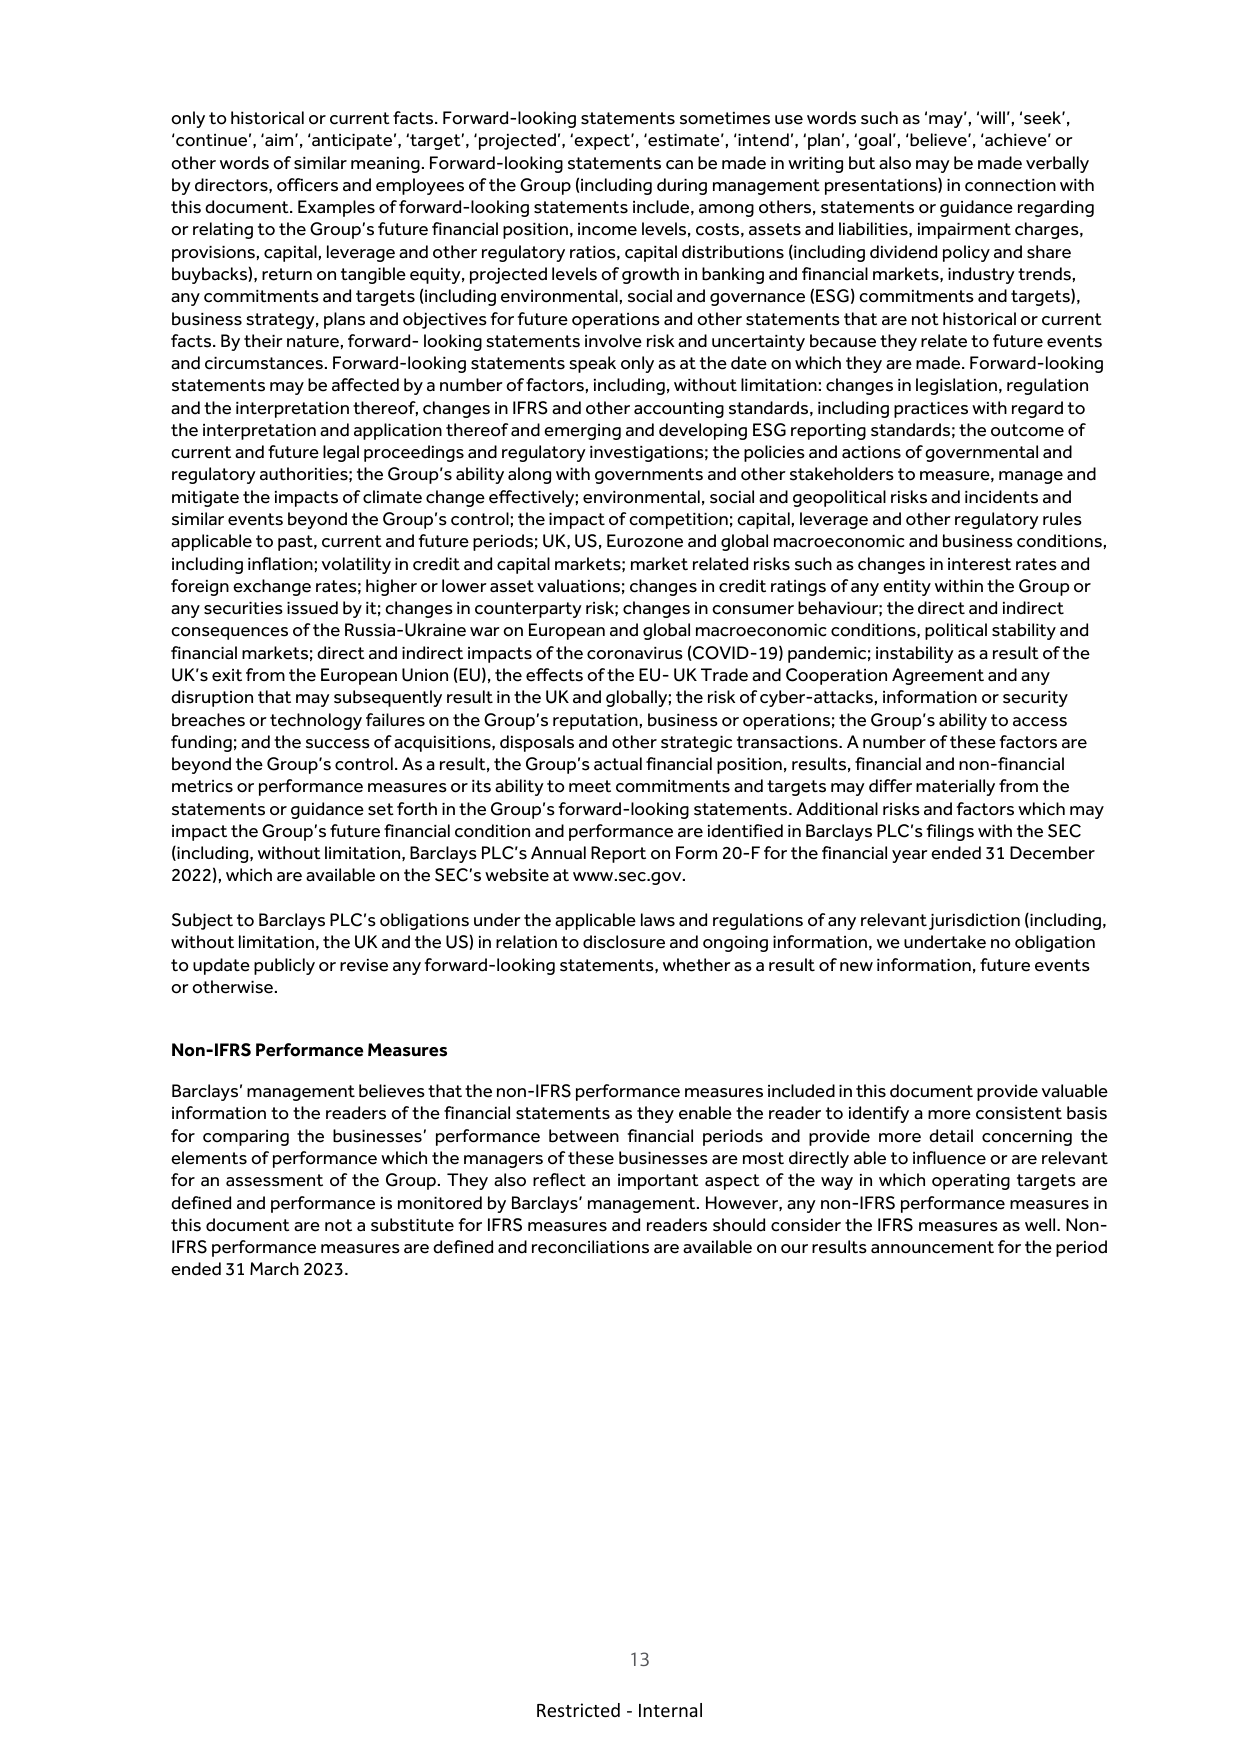 only to historical or current facts. Forward-looking statements sometimes use words such as ‘may’, ‘will’, ‘seek’,
‘continue’, ‘aim’, ‘anticipate’, ‘target’, ‘projected’, ‘expect’, ‘estimate’, ‘intend’, ‘plan’, ‘goal’, ‘believe’, ‘achieve’ or
other words of similar meaning. Forward-looking statements can be made in writing but also may be made verbally
by directors, officers and employees of the Group (including during management presentations) in connection with
this document. Examples of forward-looking statements include, among others, statements or guidance regarding
or relating to the Group’s future financial position, income levels, costs, assets and liabilities, impairment charges,
provisions, capital, leverage and other regulatory ratios, capital distributions (including dividend policy and share
buybacks), return on tangible equity, projected levels of growth in banking and financial markets, industry trends,
any commitments and targets (including environmental, social and governance (ESG) commitments and targets),
business strategy, plans and objectives for future operations and other statements that are not historical or current
facts. By their nature, forward- looking statements involve risk and uncertainty because they relate to future events
and circumstances. Forward-looking statements speak only as at the date on which they are made. Forward-looking
statements may be affected by a number of factors, including, without limitation: changes in legislation, regulation
and the interpretation thereof, changes in IFRS and other accounting standards, including practices with regard to
the interpretation and application thereof and emerging and developing ESG reporting standards; the outcome of
current and future legal proceedings and regulatory investigations; the policies and actions of governmental and
regulatory authorities; the Group’s ability along with governments and other stakeholders to measure, manage and
mitigate the impacts of climate change effectively; environmental, social and geopolitical risks and incidents and
similar events beyond the Group’s control; the impact of competition; capital, leverage and other regulatory rules
applicable to past, current and future periods; UK, US, Eurozone and global macroeconomic and business conditions,
including inflation; volatility in credit and capital markets; market related risks such as changes in interest rates and
foreign exchange rates; higher or lower asset valuations; changes in credit ratings of any entity within the Group or
any securities issued by it; changes in counterparty risk; changes in consumer behaviour; the direct and indirect
consequences of the Russia-Ukraine war on European and global macroeconomic conditions, political stability and
financial markets; direct and indirect impacts of the coronavirus (COVID-19) pandemic; instability as a result of the
UK’s exit from the European Union (EU), the effects of the EU- UK Trade and Cooperation Agreement and any
disruption that may subsequently result in the UK and globally; the risk of cyber-attacks, information or security
breaches or technology failures on the Group’s reputation, business or operations; the Group’s ability to access
funding; and the success of acquisitions, disposals and other strategic transactions. A number of these factors are
beyond the Group’s control. As a result, the Group’s actual financial position, results, financial and non-financial
metrics or performance measures or its ability to meet commitments and targets may differ materially from the
statements or guidance set forth in the Group’s forward-looking statements. Additional risks and factors which may
impact the Group’s future financial condition and performance are identified in Barclays PLC’s filings with the SEC
(including, without limitation, Barclays PLC’s Annual Report on Form 20-F for the financial year ended 31 December
2022), which are available on the SEC’s website at www.sec.gov.
Subject to Barclays PLC’s obligations under the applicable laws and regulations of any relevant jurisdiction (including,
without limitation, the UK and the US) in relation to disclosure and ongoing information, we undertake no obligation
to update publicly or revise any forward-looking statements, whether as a result of new information, future events
or otherwise.
Non-IFRS Performance Measures
Barclays’ management believes that the non-IFRS performance measures included in this document provide valuable
information to the readers of the financial statements as they enable the reader to identify a more consistent basis
for comparing the businesses’ performance between financial periods and provide more detail concerning the
elements of performance which the managers of these businesses are most directly able to influence or are relevant
for an assessment of the Group. They also reflect an important aspect of the way in which operating targets are
defined and performance is monitored by Barclays’ management. However, any non-IFRS performance measures in
this document are not a substitute for IFRS measures and readers should consider the IFRS measures as well. Non-
IFRS performance measures are defined and reconciliations are available on our results announcement for the period
ended 31 March 2023.
13
Restricted - Internal